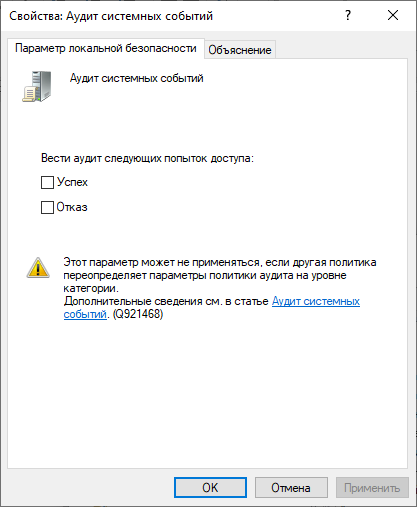 Свойства: Аудит системных событий
Параметр локальной безопасности
Объяснение
Аудит системных событий
Вести аудит следующих попыток доступа:
Успех
Отказ
Этот параметр может не применяться, если другая политика
переопределяет параметры политики аудита на уровне
категории.
Дополнительные сведения см. в статье Аудит системных
событий. (Q921468)
OK
Отмена
Применить